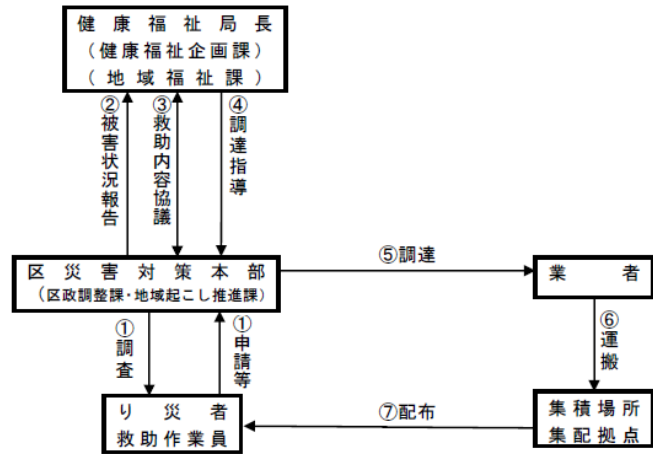 健康福祉局長
(健康福祉企画課)
(地域福祉課)
②被害状況報告
③救助内容協議
④調達指導
区災害対策本部
(区政調整課・地域起こし推進課)
⑤調達
業者
①調査
①申請等
⑥運搬
り災者
救助作業員
⑦配布
集積場所
集配拠点